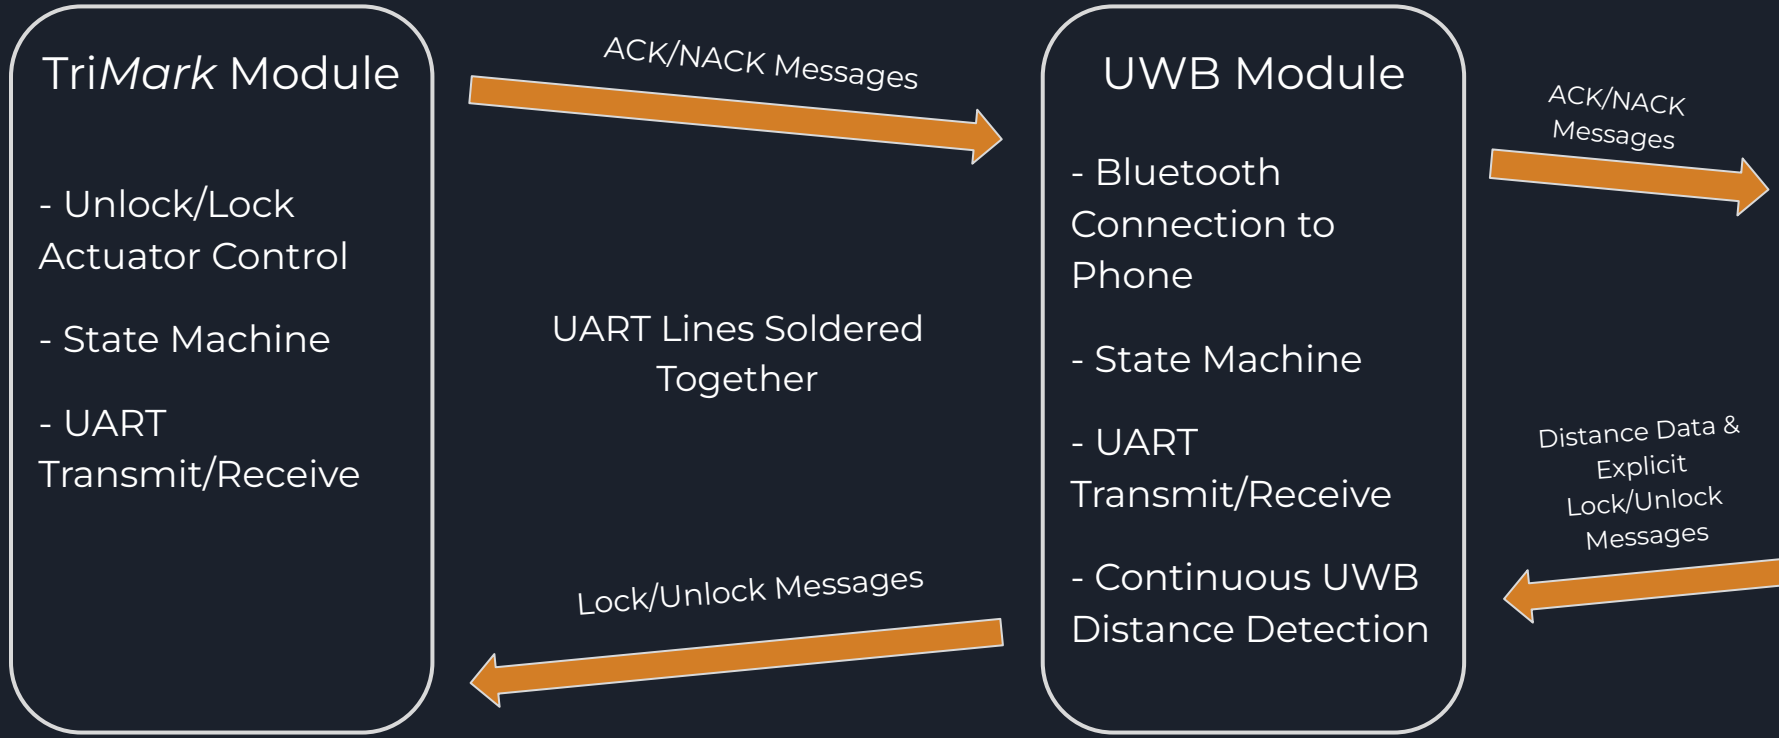 TriMark Module
- Unlock/Lock
Actuator Control
- State Machine
- UART
Transmit/Receive
ACK/NACK Messages
UART Lines Soldered
Together
Lock/Unlock Messages
UWB Module
- Bluetooth
Connection to
Phone
- State Machine
- UART
Transmit/Receive
- Continuous UWB
Distance Detection
ACK/NACK
Messages
Distance Data &
Explicit
Lock/Unlock
Messages